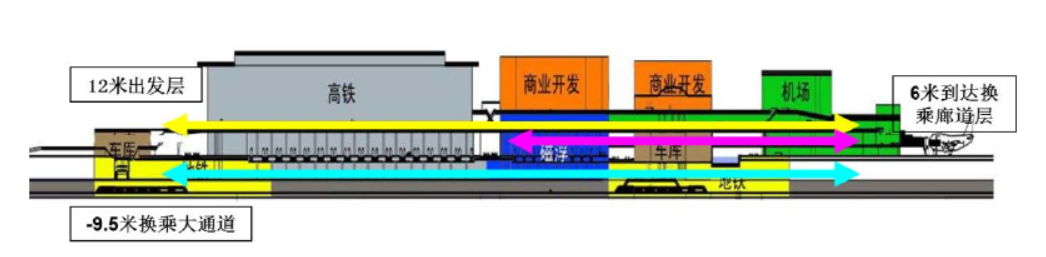 12米出发层
高铁
商业开发
商业开发
机场
6米到达换
乘廊道层
车库
磁浮
车库
地铁
地铁
-9.5米换乘大通道